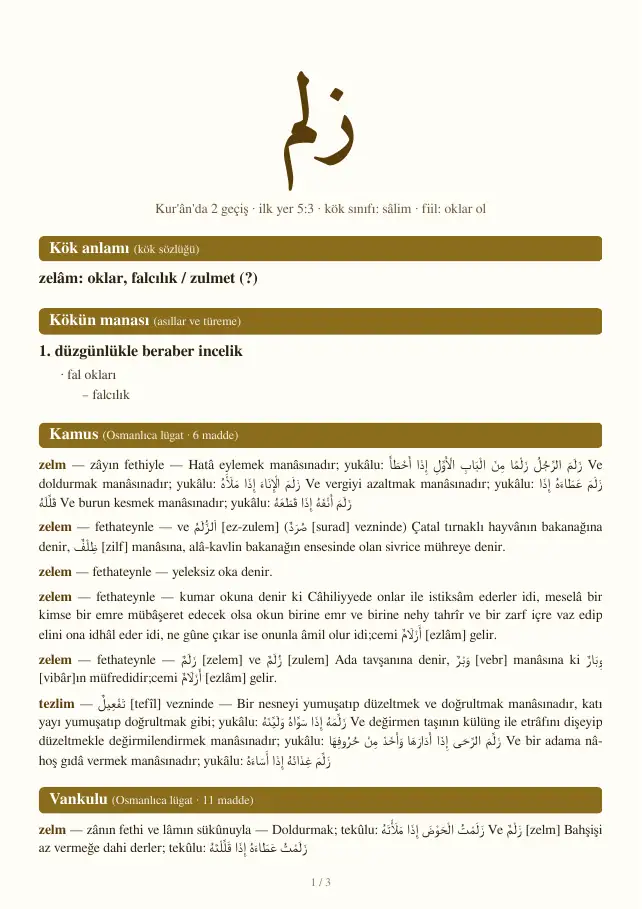 زلم
Kur'ân'da 2 geçiş · ilk yer 5:3 · kök sınıfı: sâlim · fiil: oklar ol
Kök anlamı (kök sözlüğü)
zelâm: oklar, falcılık / zulmet (?)
Kökün manası (asıllar ve türeme)
1. düzgünlükle beraber incelik
· fal okları
– falcılık
Kamus (Osmanlıca lügat · 6 madde)
zelm — zâyın fethiyle — Hatâ eylemek manâsınadır; yukâlu: زَلَمَ الرَّجُلُ زَلْمًا مِنَ الْبَابِ الْأَوَّلِ إِذَا أَخْطَأَ Ve
doldurmak manâsınadır; yukâlu: زَلَمَ الْإِنَاءَ إِذَا مَلَأَهُ Ve vergiyi azaltmak manâsınadır; yukâlu: زَلَمَ عَطَاءَهُ إِذَا
قَلَّلَهُ Ve burun kesmek manâsınadır; yukâlu: زَلَمَ أَنْفَهُ إِذَا قَطَعَهُ
zelem — fethateynle — ve اَلزُّلَمُ [ez-zulem] (صُرَدٌ [surad] vezninde) Çatal tırnaklı hayvânın bakanağına
denir, ظِلْفٌ [zilf] manâsına, alâ-kavlin bakanağın ensesinde olan sivrice mühreye denir.
zelem — fethateynle — yeleksiz oka denir.
zelem — fethateynle — kumar okuna denir ki Câhiliyyede onlar ile istiksâm ederler idi, meselâ bir
kimse bir emre mübâşeret edecek olsa okun birine emr ve birine nehy tahrîr ve bir zarf içre vaz edip
elini ona idhâl eder idi, ne gûne çıkar ise onunla âmil olur idi;cemi أَزْلَامٌ [ezlâm] gelir.
zelem — fethateynle — زَلَمٌ [zelem] ve زُلَمٌ [zulem] Ada tavşanına denir, وَبْرٌ [vebr] manâsına ki وِبَارٌ
[vibâr]ın müfredidir;cemi أَزْلَامٌ [ezlâm] gelir.
tezlim — تَفْعِيلٌ [tefîl] vezninde — Bir nesneyi yumuşatıp düzeltmek ve doğrultmak manâsınadır, katı
yayı yumuşatıp doğrultmak gibi; yukâlu: زَلَّمَهُ إِذَا سَوَّاهُ وَلَيَّنَهُ Ve değirmen taşının külüng ile etrafını dişeyip
düzeltmekle değirmilendirmek manâsınadır; yukâlu: زَلَّمَ الرَّحَى إِذَا أَدَارَهَا وَأَخَذَ مِنْ حُرُوفِهَا Ve bir adama nâ-
hoş gıdâ vermek manâsınadır; yukâlu: زَلَّمَ غِذَائَهُ إِذَا أَسَاءَهُ
Vankulu (Osmanlıca lügat · 11 madde)
zelm — zânın fethi ve lâmın sükûnuyla — Doldurmak; tekûlu: زَلَمْتُ الْحَوْضَ إِذَا مَلَأْتَهُ Ve زَلْمٌ [zelm] Bahşişi
az vermeğe dahi derler; tekûlu: زَلَمْتُ عَطَاءَهُ إِذَا قَلَّلْتَهُ
1 / 3